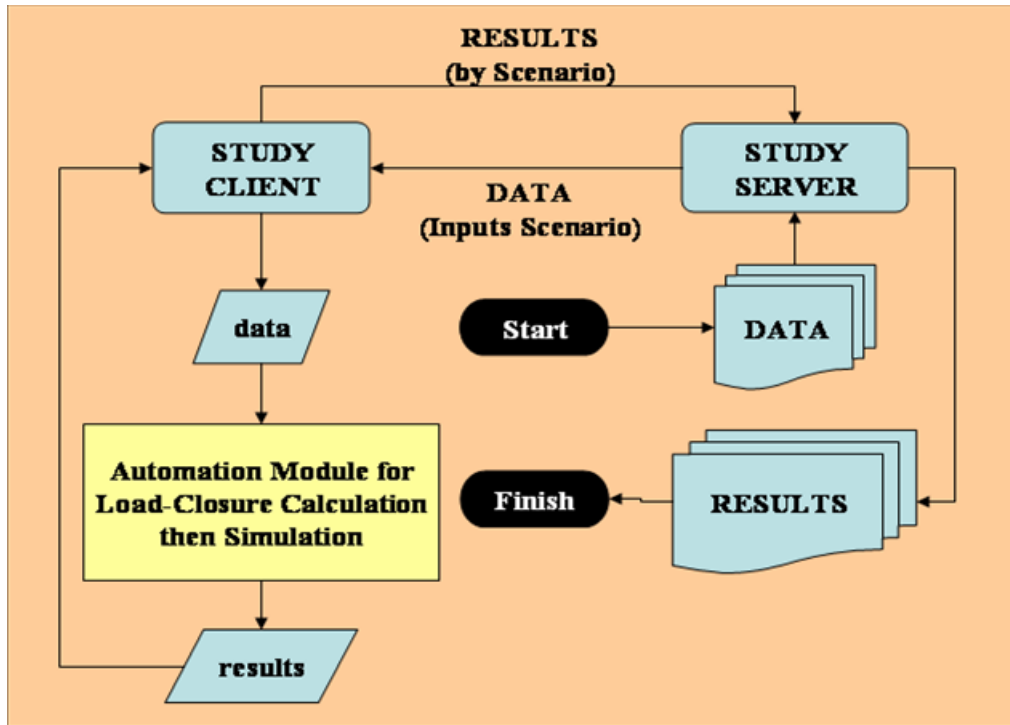 RESULTS
(by Scenario)
STUDY
CLIENT
STUDY
SERVER
DATA
(Inputs Scenario)
data
Start
DATA
Automation Module for
Load-Closure Calculation
then Simulation
Finish
RESULTS
results